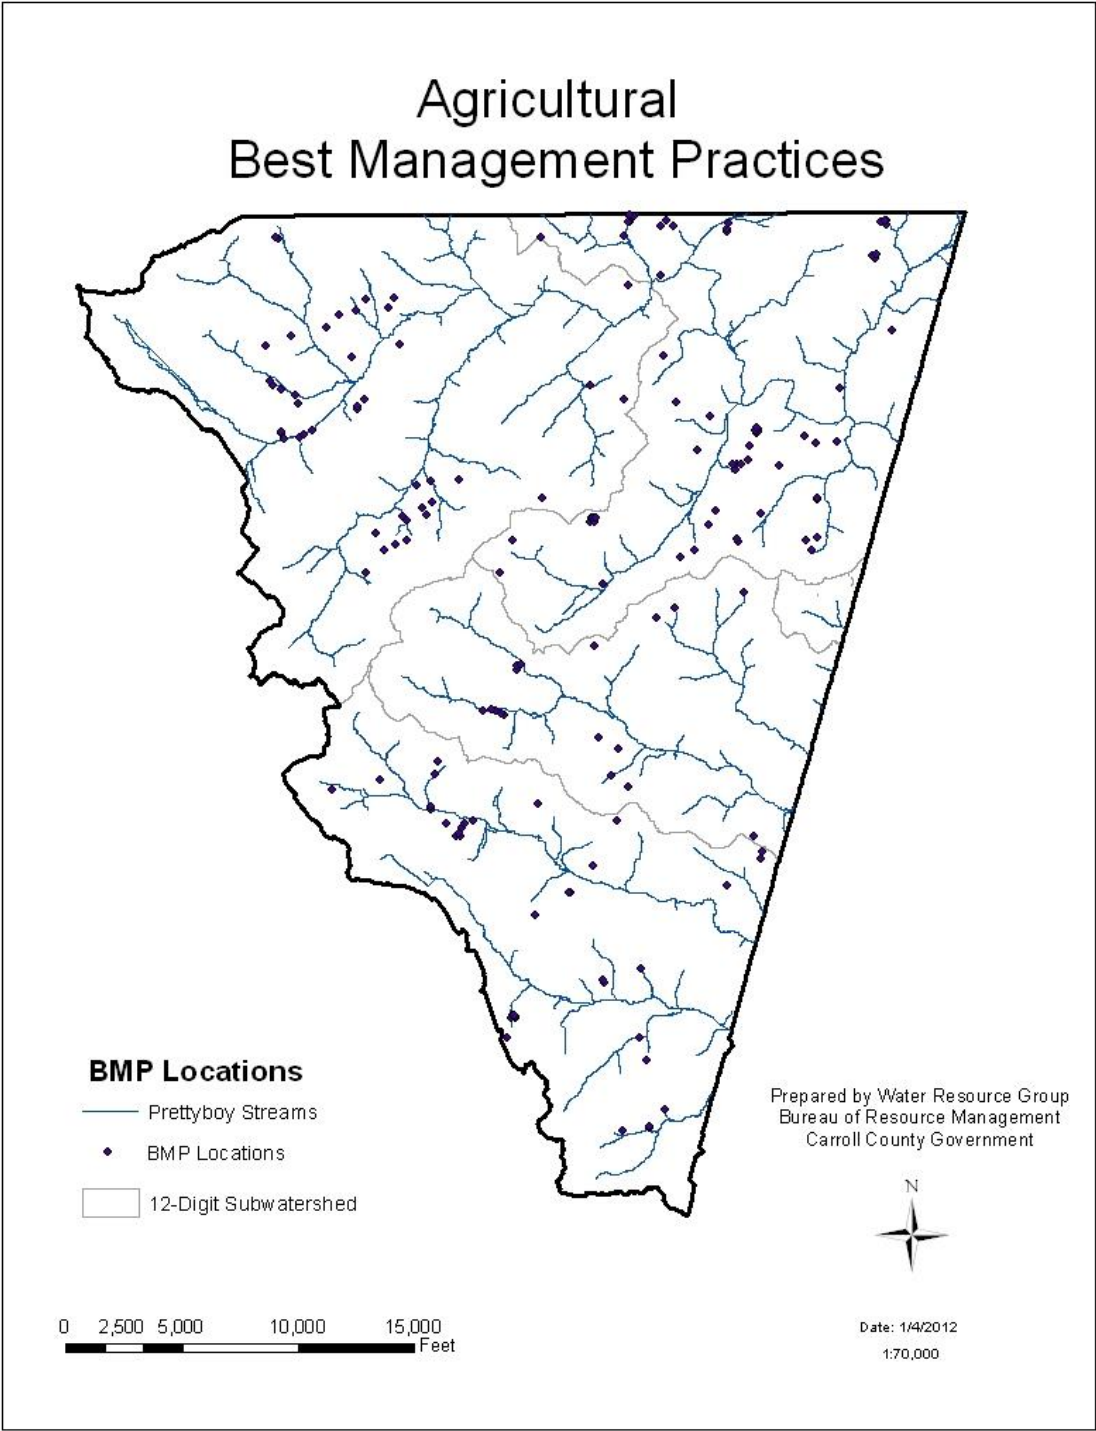 Agricultural
Best Management Practices
BMP Locations
Prettyboy Streams
BMP Locations
12-Digit Subwatershed
Prepared by Water Resource Group
Bureau of Resource Management
Carroll County Government
N
0 2,500 5,000 10,000 15,000
Feet
Date: 1/4/2012
1:70,000